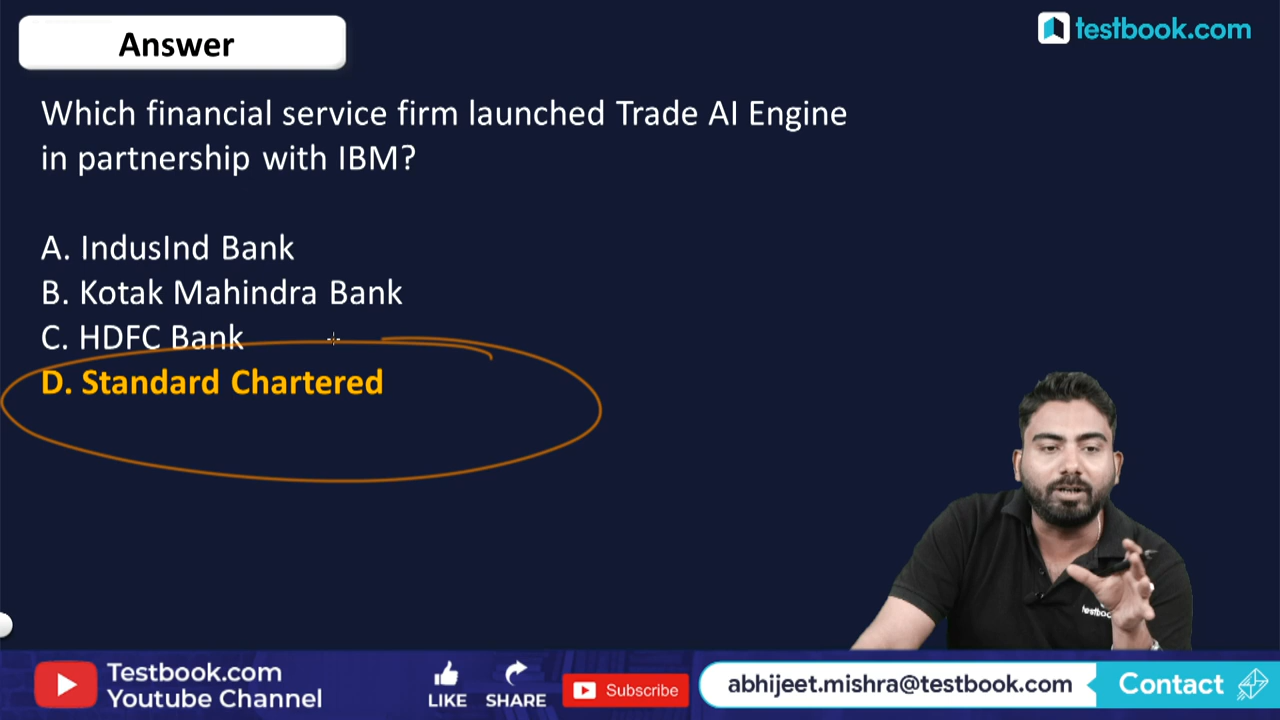 Answer
testbook.com
Which financial service firm launched Trade AI Engine
in partnership with IBM?
A. IndusInd Bank
B. Kotak Mahindra Bank
C. HDFC Bank
D. Standard Chartered
testbook
Testbook.com
Youtube Channel
LIKE
SHARE
Subscribe
abhijeet.mishra@testbook.com
Contact